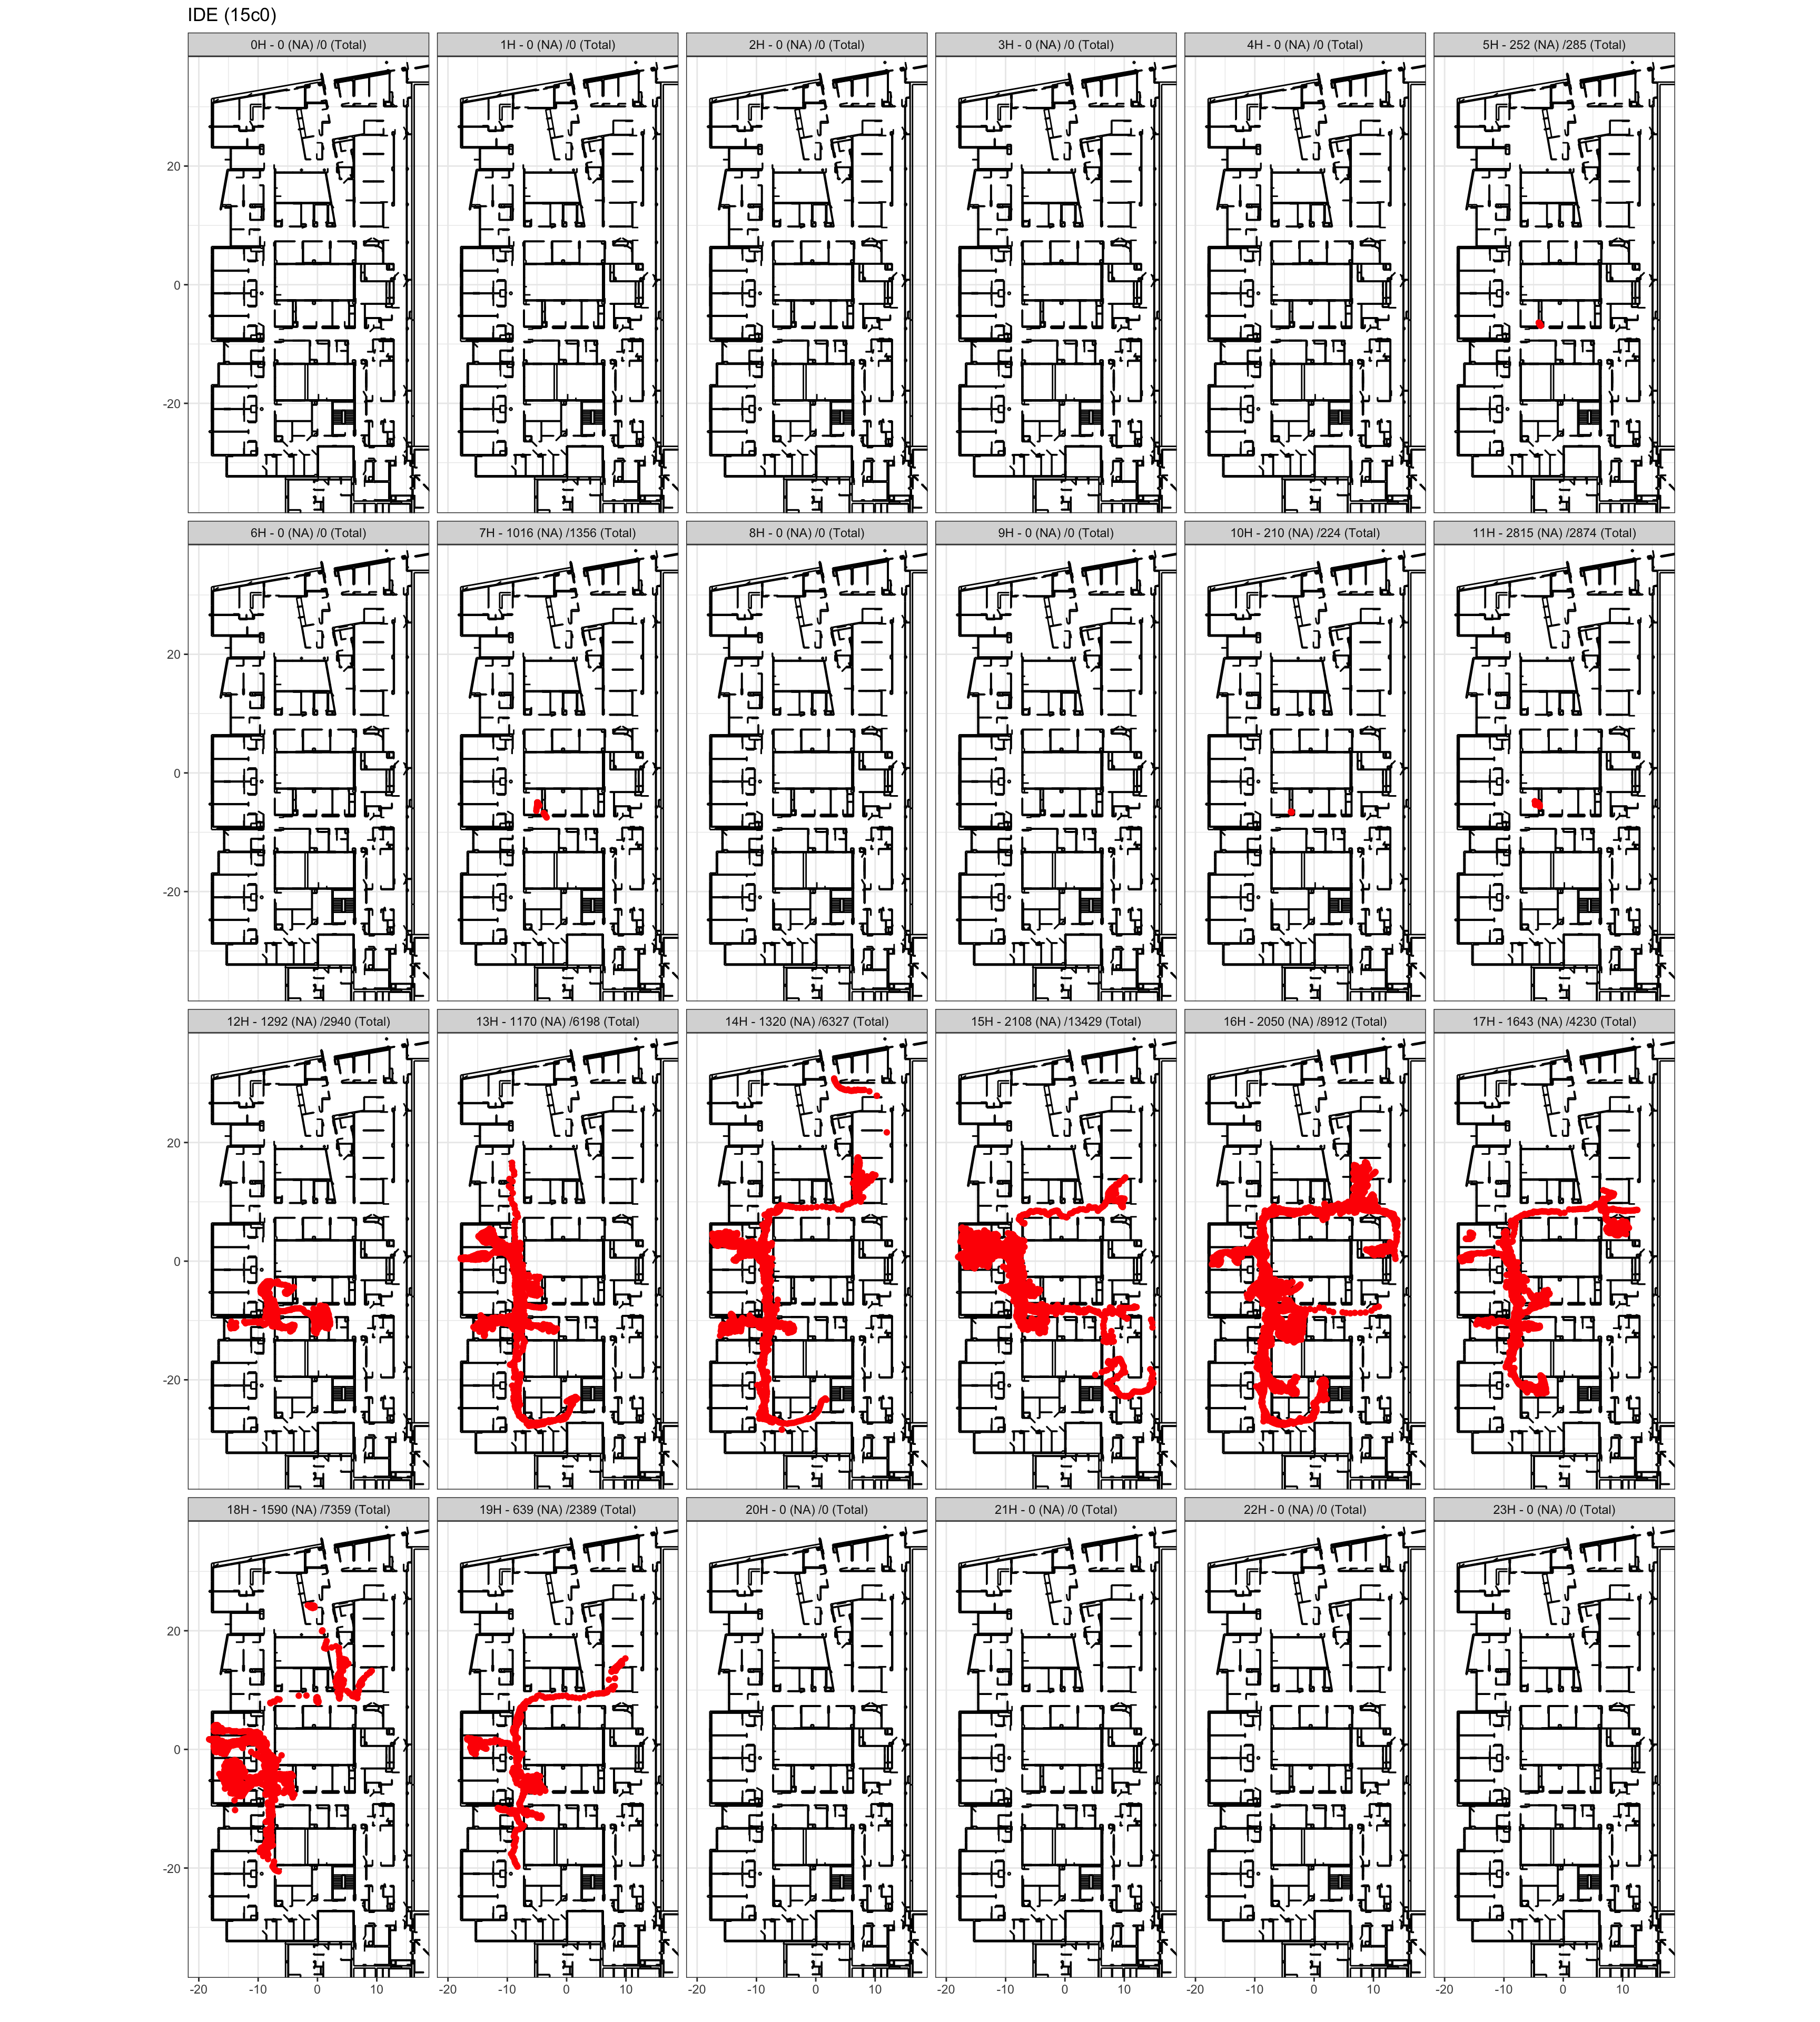 IDE (15c0)
0H - 0 (NA) /0 (Total) 1H - 0 (NA) /0 (Total) 2H - 0 (NA) /0 (Total) 3H - 0 (NA) /0 (Total) 4H - 0 (NA) /0 (Total) 5H - 252 (NA) /285 (Total)
20
0
-20
6H - 0 (NA) /0 (Total) 7H - 1016 (NA) /1356 (Total) 8H - 0 (NA) /0 (Total) 9H - 0 (NA) /0 (Total) 10H - 210 (NA) /224 (Total) 11H - 2815 (NA) /2874 (Total)
20
0
-20
12H - 1292 (NA) /2940 (Total) 13H - 1170 (NA) /6198 (Total) 14H - 1320 (NA) /6327 (Total) 15H - 2108 (NA) /13429 (Total) 16H - 2050 (NA) /8912 (Total) 17H - 1643 (NA) /4230 (Total)
20
0
-20
18H - 1590 (NA) /7359 (Total) 19H - 639 (NA) /2389 (Total) 20H - 0 (NA) /0 (Total) 21H - 0 (NA) /0 (Total) 22H - 0 (NA) /0 (Total) 23H - 0 (NA) /0 (Total)
20
0
-20
-20 -10 0 10 -20 -10 0 10 -20 -10 0 10 -20 -10 0 10 -20 -10 0 10 -20 -10 0 10